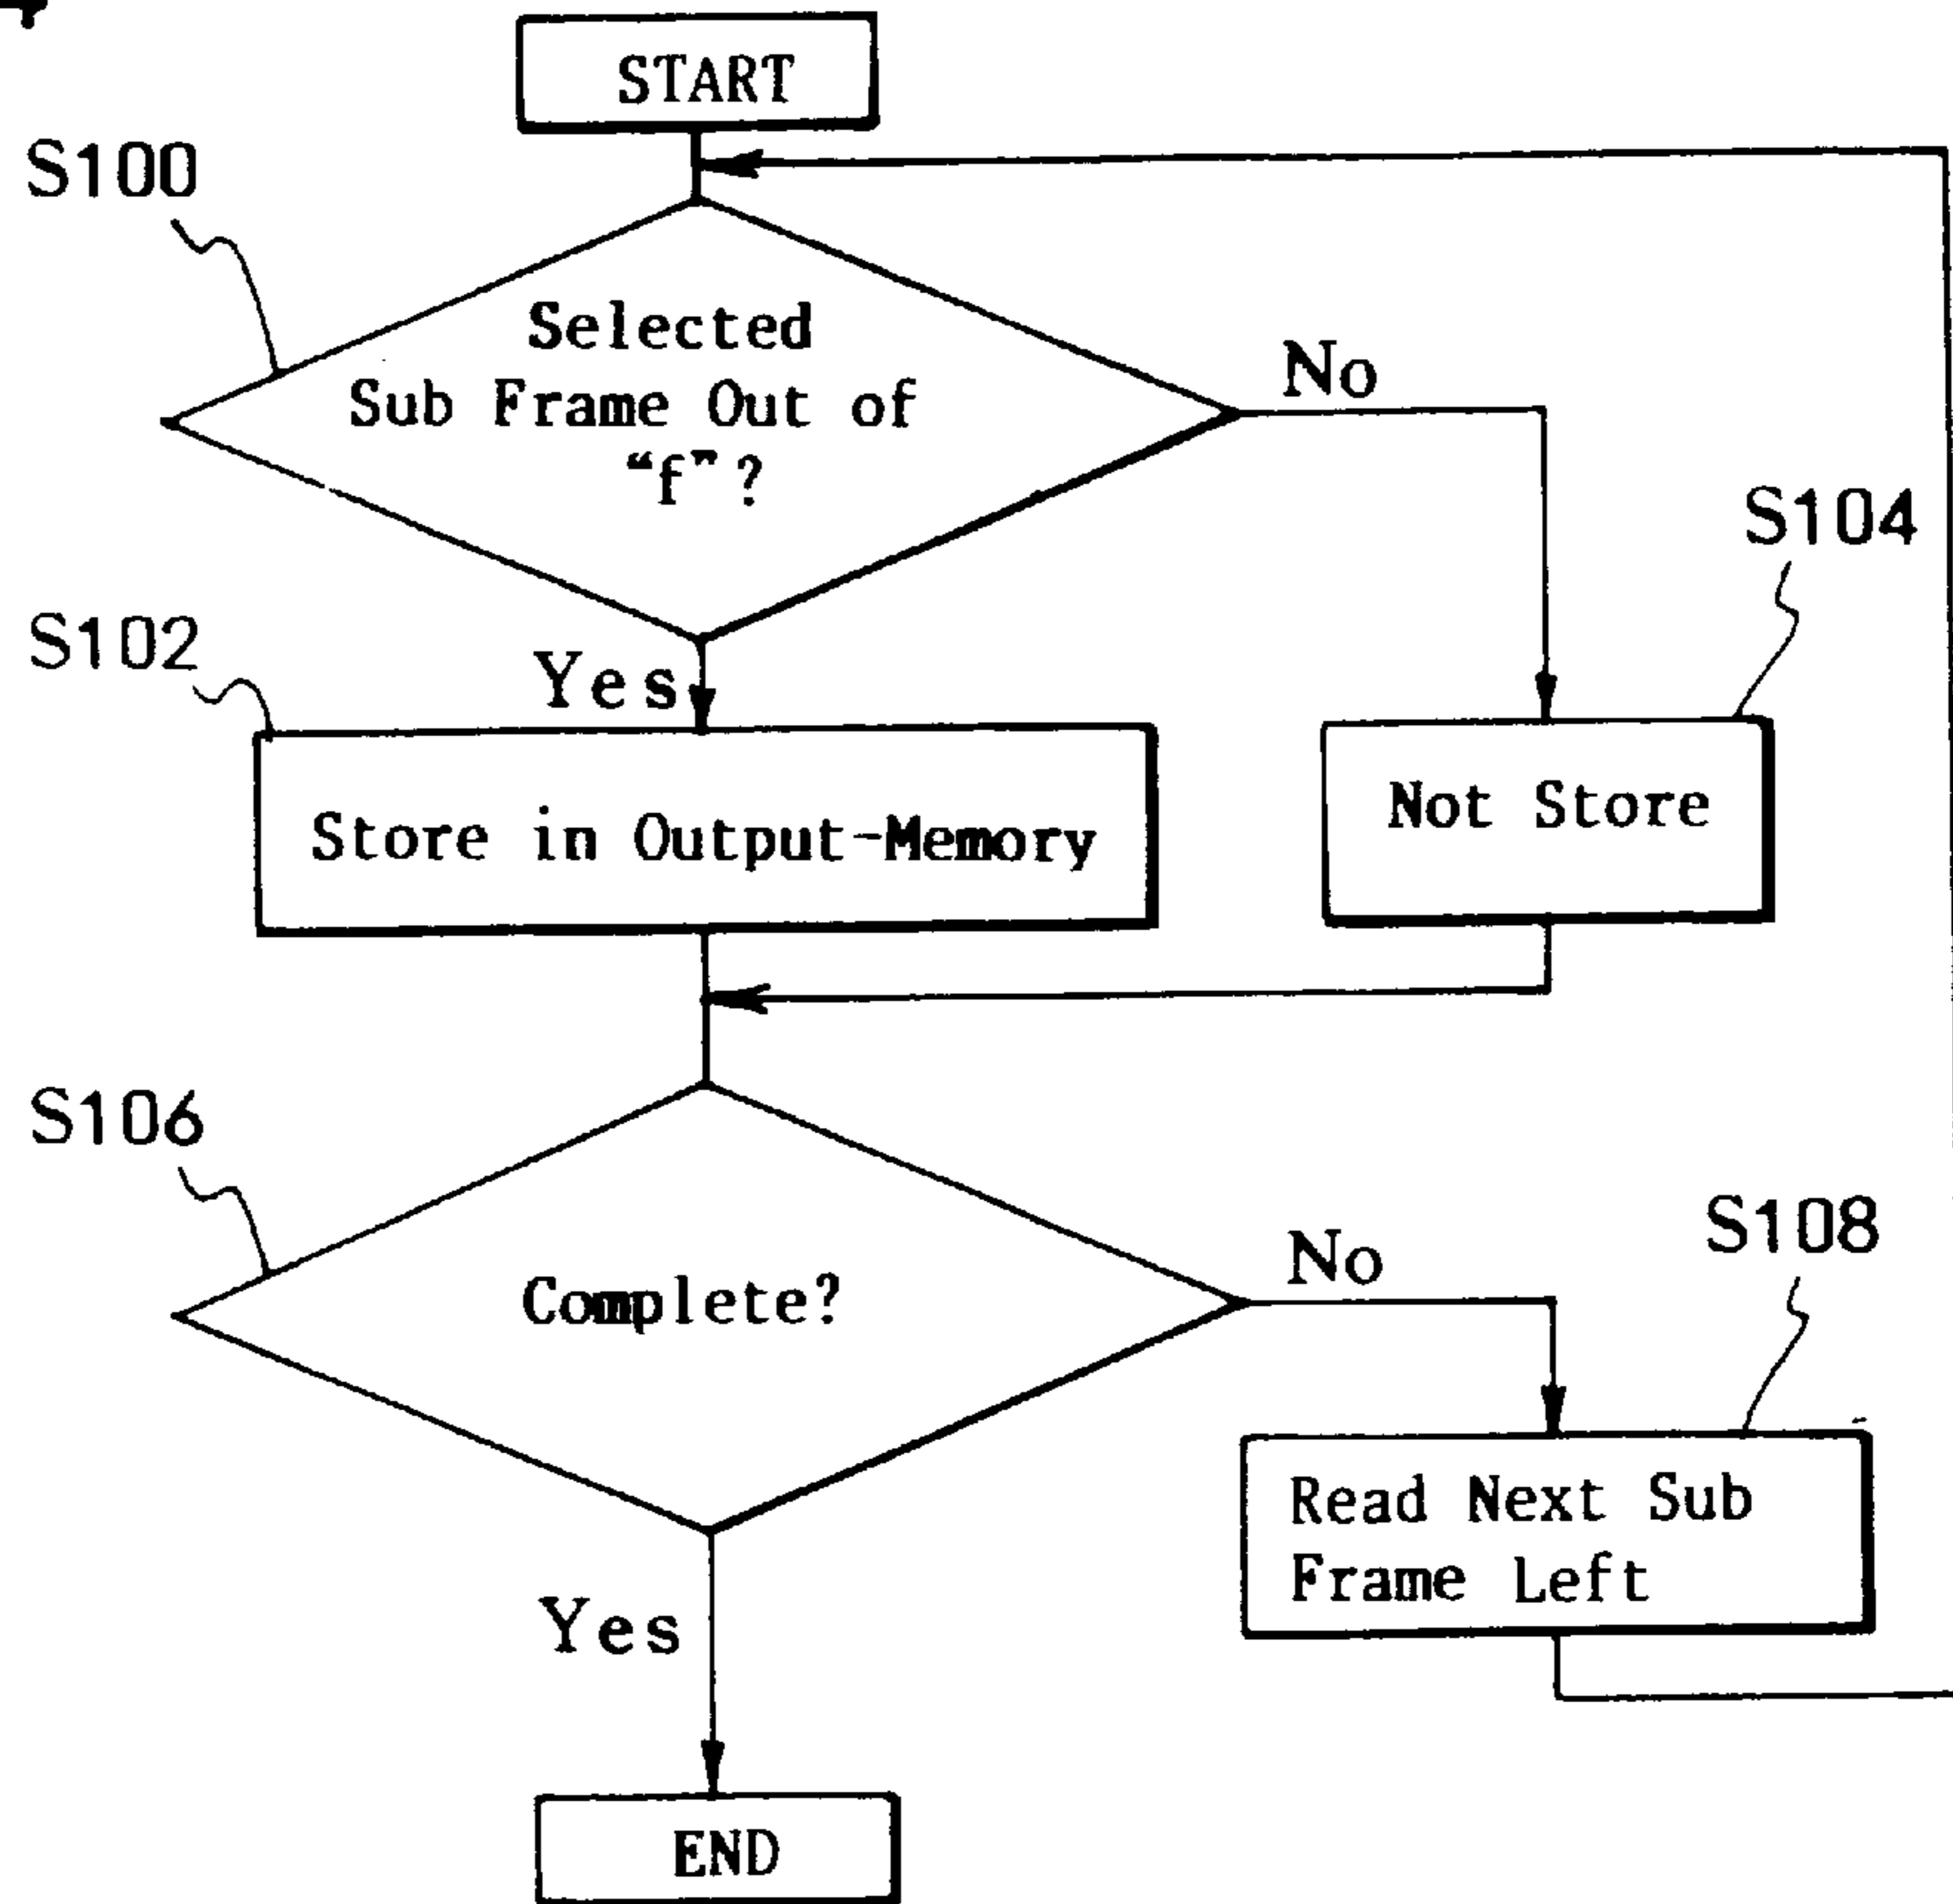 START
S100
Selected
Sub Frame Out of
“f”?
No
S104
S102
Yes
Store in Output-Memory
Not Store
S106
Complete?
No
S108
Read Next Sub
Frame Left
Yes
END